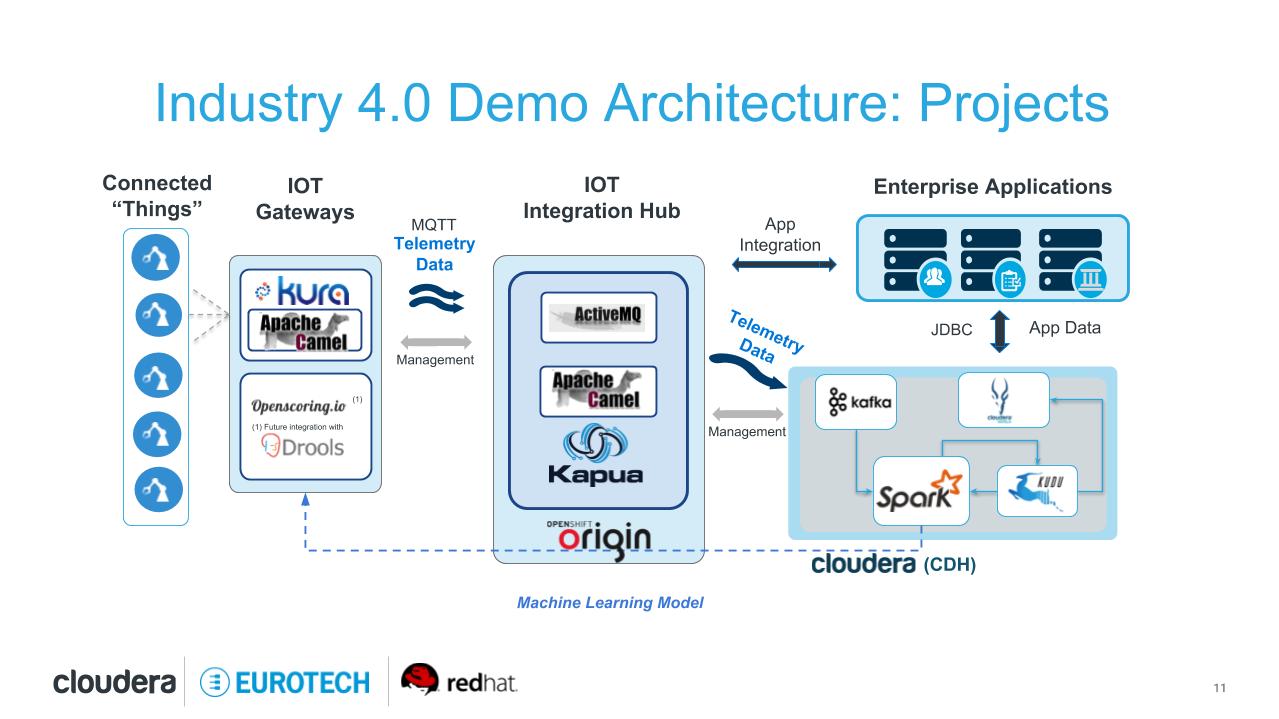 Industry 4.0 Demo Architecture: Projects
Connected
“Things”
IOT
Gateways
kura
Apache
Camel
Openscoring.io (1)
(1) Future integration with
Drools
MQTT
Telemetry
Data
Management
IOT
Integration Hub
ActiveMQ
Apache
Camel
Kapua
OPENSHIFT
origin
App
Integration
Telemetry
Data
Management
Enterprise Applications
JDBC
App Data
kafka
cloudera
Spark
KUDU
cloudera (CDH)
Machine Learning Model
cloudera
EUROTECH
redhat.
11